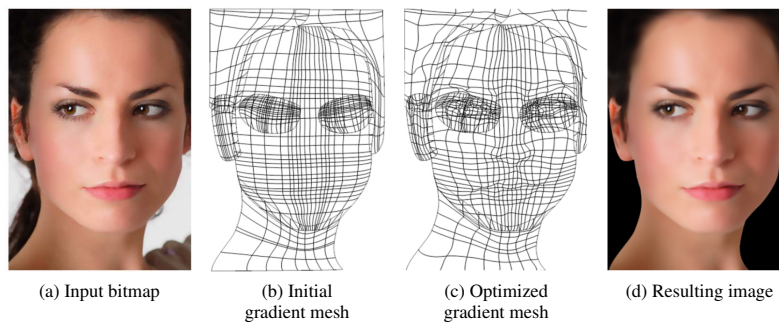 (a) Input bitmap
(b) Initial
gradient mesh
(c) Optimized
gradient mesh
(d) Resulting image